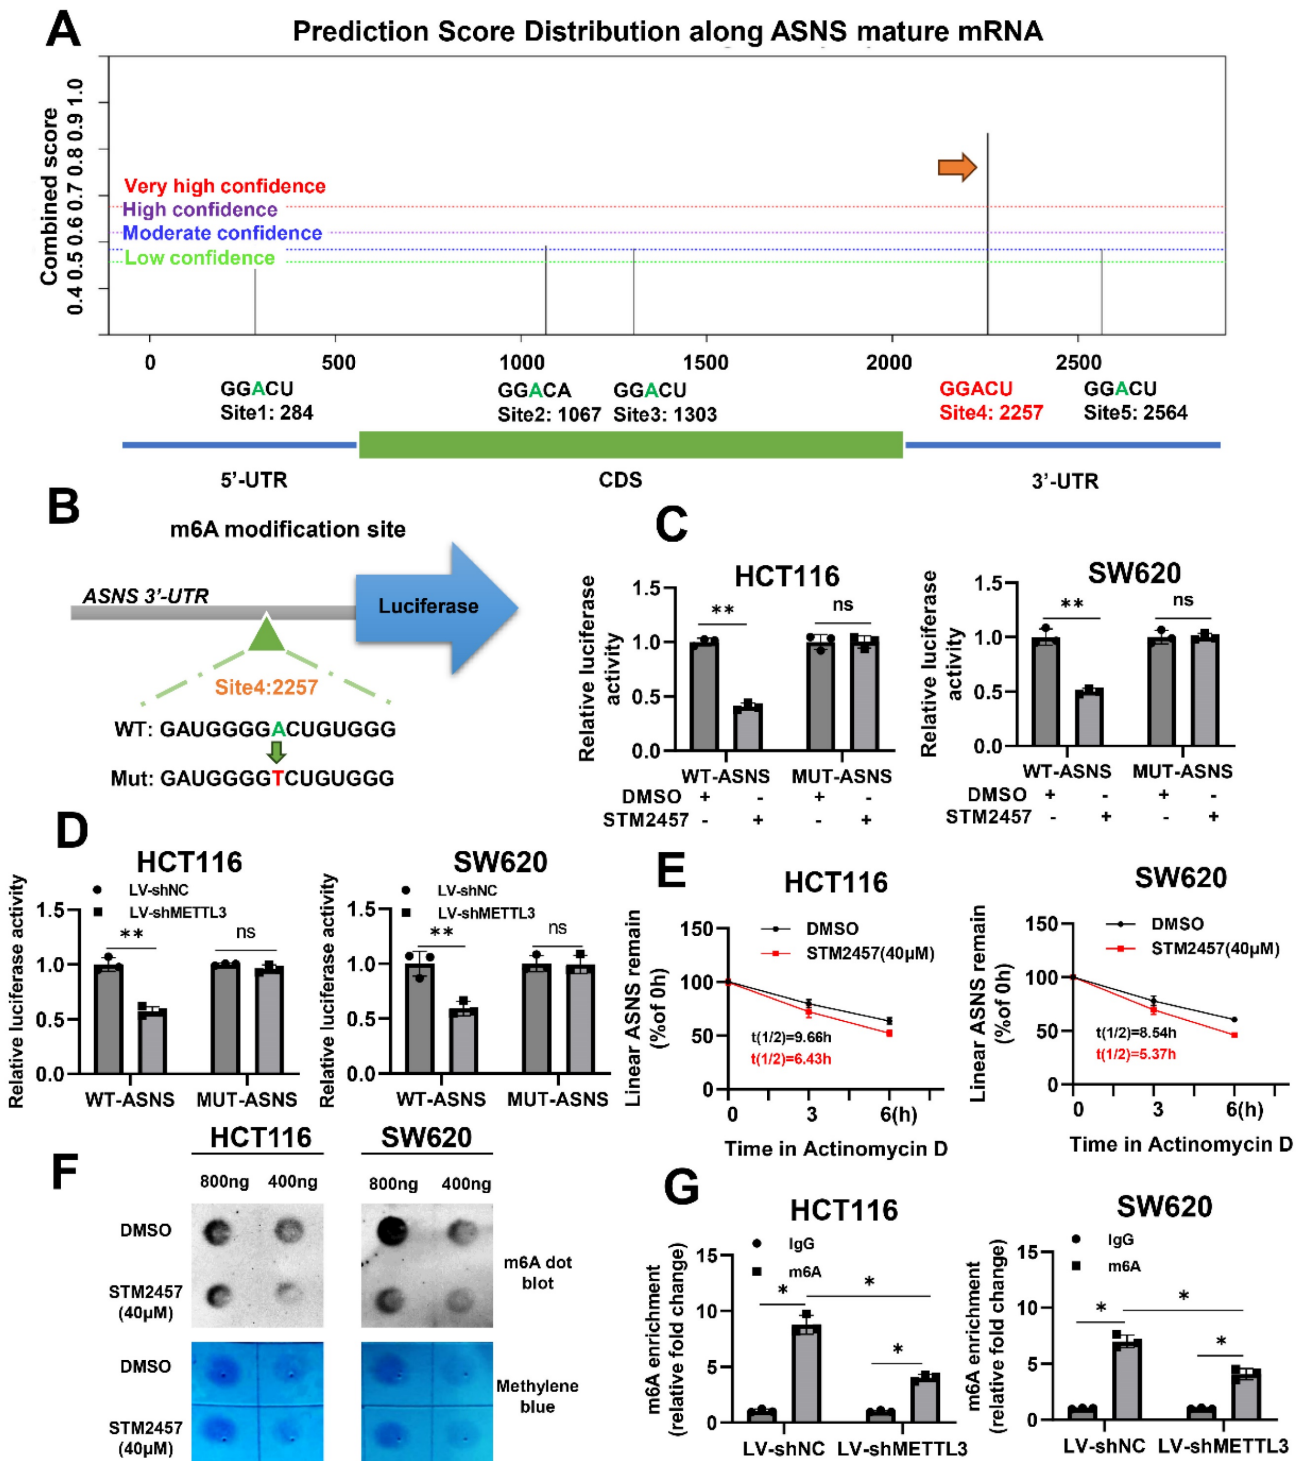 A
Prediction Score Distribution along ASNS mature mRNA
Combined score
0.4 0.5 0.6 0.7 0.8 0.9 1.0
Very high confidence
High confidence
Moderate confidence
Low confidence
0 500 1000 1500 2000 2500
GGACU GGACA GGACU GGACU GGACU
Site1: 284 Site2: 1067 Site3: 1303 Site4: 2257 Site5: 2564
5’-UTR CDS 3’-UTR
B
m6A modification site
ASNS 3’-UTR
Luciferase
Site4:2257
WT: GAUGGGGACUGUGGG
Mut: GAUGGGGTCUGUGGG
C
HCT116
Relative luciferase
activity
1.5
1.0
0.5
0.0
** ns
WT-ASNS MUT-ASNS
DMSO + - + -
STM2457 - + - +
SW620
Relative luciferase
activity
1.5
1.0
0.5
0.0
** ns
WT-ASNS MUT-ASNS
DMSO + - + -
STM2457 - + - +
D
HCT116
LV-shNC
LV-shMETTL3
Relative luciferase activity
1.5
1.0
0.5
0.0
** ns
WT-ASNS MUT-ASNS
SW620
LV-shNC
LV-shMETTL3
Relative luciferase activity
1.5
1.0
0.5
0.0
** ns
WT-ASNS MUT-ASNS
E
HCT116
Linear ASNS remain
(%of 0h)
150
100
50
0
DMSO
STM2457(40μM)
t(1/2)=9.66h
t(1/2)=6.43h
0 3 6(h)
Time in Actinomycin D
SW620
Linear ASNS remain
(%of 0h)
150
100
50
0
DMSO
STM2457(40μM)
t(1/2)=8.54h
t(1/2)=5.37h
0 3 6(h)
Time in Actinomycin D
F
HCT116 SW620
800ng 400ng 800ng 400ng
DMSO
STM2457
(40μM)
m6A dot
blot
DMSO
STM2457
(40μM)
Methylene
blue
G
HCT116
m6A enrichment
(relative fold change)
15
10
5
0
IgG
m6A
* * *
LV-shNC LV-shMETTL3
SW620
m6A enrichment
(relative fold change)
15
10
5
0
IgG
m6A
* * *
LV-shNC LV-shMETTL3